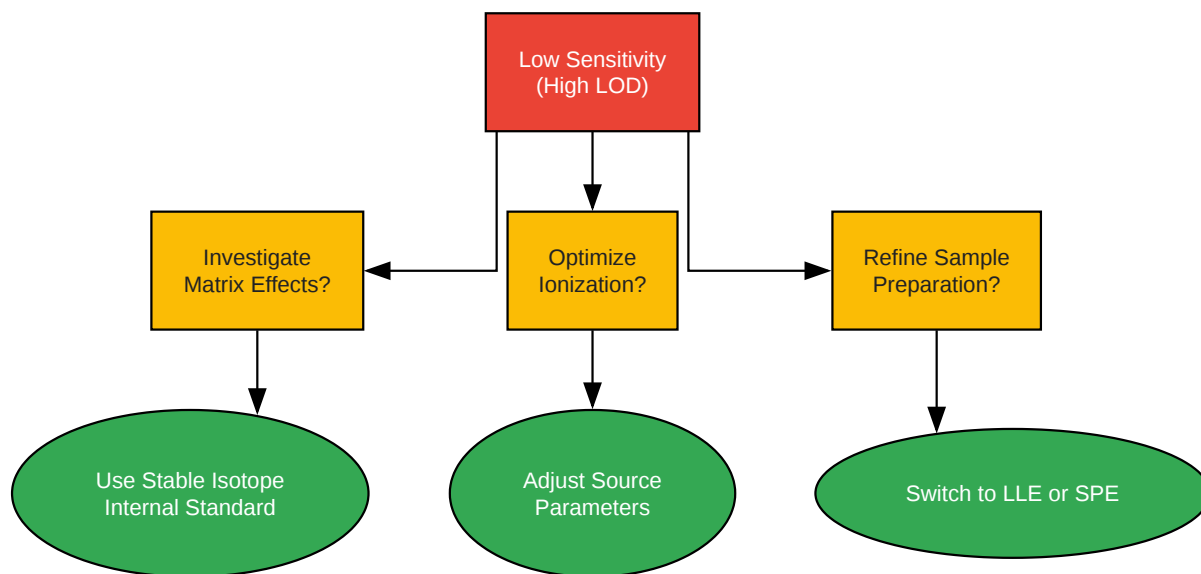 Low Sensitivity
(High LOD)
Investigate
Matrix Effects?
Optimize
Ionization?
Refine Sample
Preparation?
Use Stable Isotope
Internal Standard
Adjust Source
Parameters
Switch to LLE or SPE